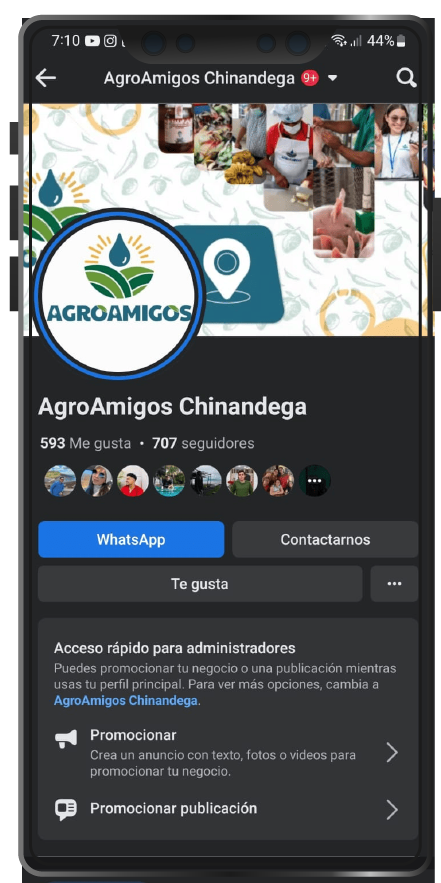 7:10
44%
AgroAmigos Chinandega 9+
AGROAMIGOS
AgroAmigos Chinandega
593 Me gusta • 707 seguidores
WhatsApp
Contactarnos
Te gusta
Acceso rápido para administradores
Puedes promocionar tu negocio o una publicación mientras
usas tu perfil principal. Para ver más opciones, cambia a
AgroAmigos Chinandega.
Promocionar
Crea un anuncio con texto, fotos o videos para
promocionar tu negocio.
Promocionar publicación